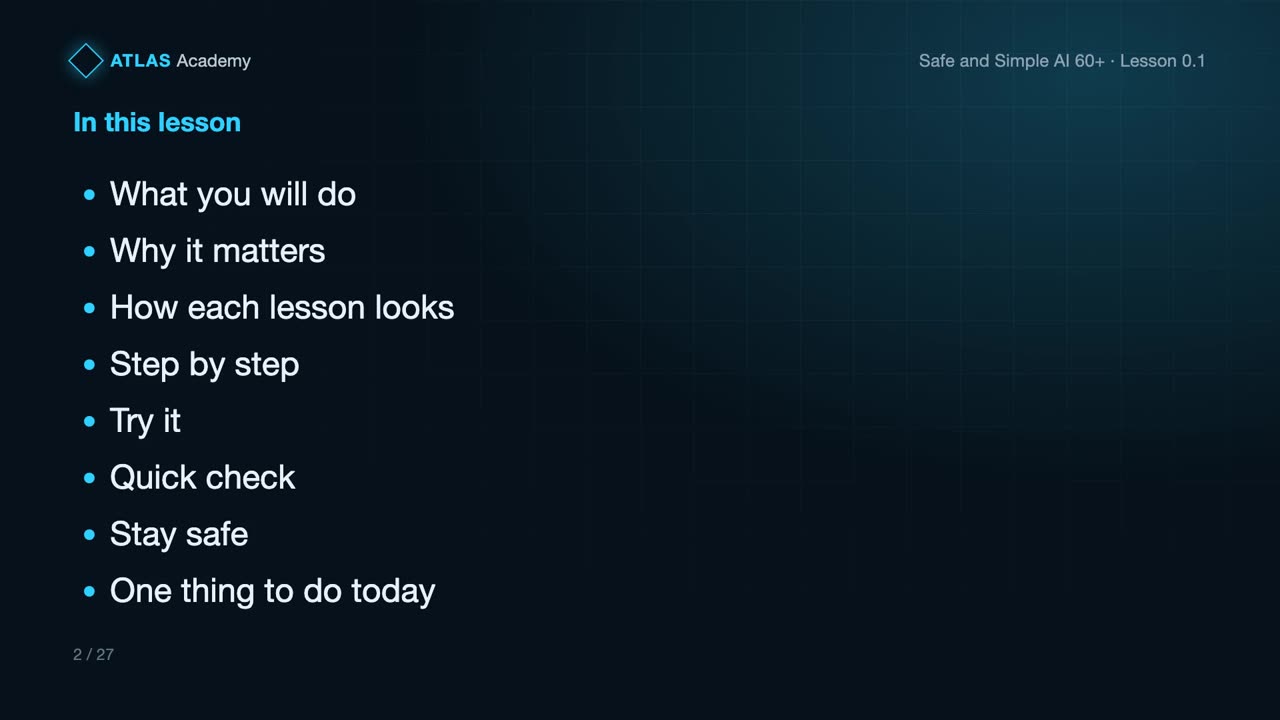 ATLAS Academy
Safe and Simple AI 60+ · Lesson 0.1
In this lesson
• What you will do
• Why it matters
• How each lesson looks
• Step by step
• Try it
• Quick check
• Stay safe
• One thing to do today
2 / 27